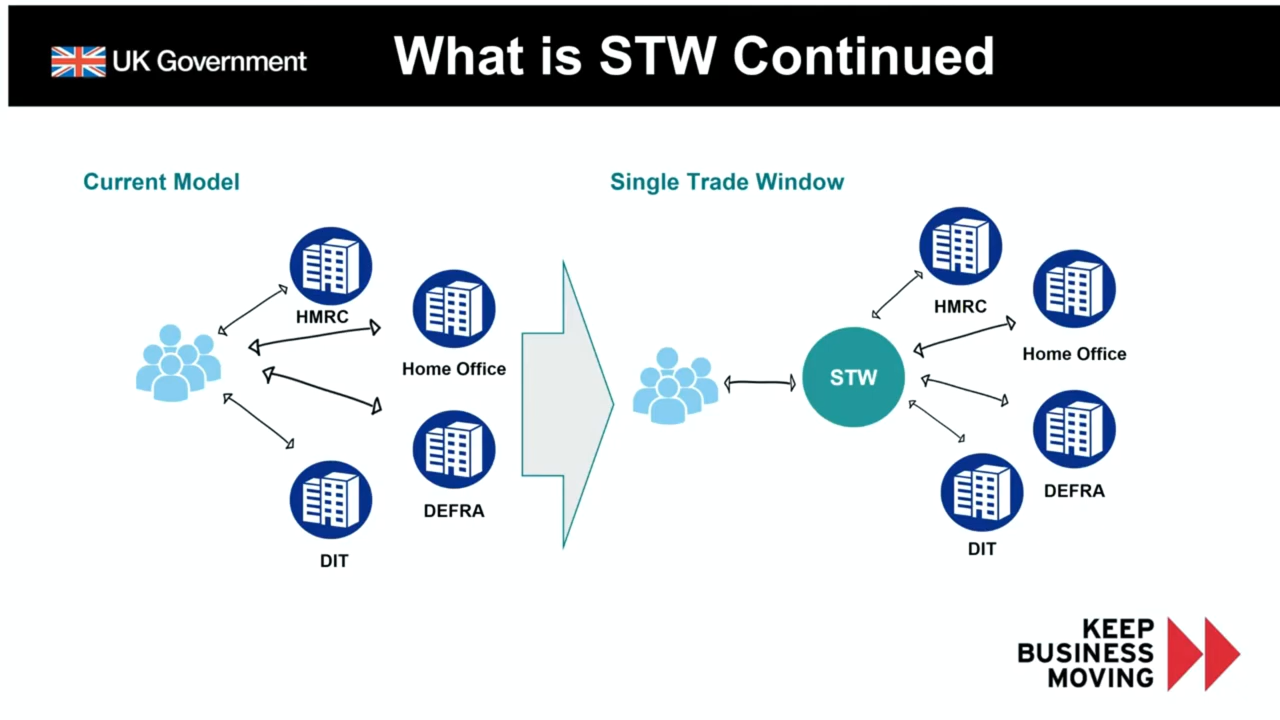 UK Government
What is STW Continued
Current Model
HMRC
Home Office
DEFRA
DIT
Single Trade Window
STW
HMRC
Home Office
DEFRA
DIT
KEEP
BUSINESS
MOVING